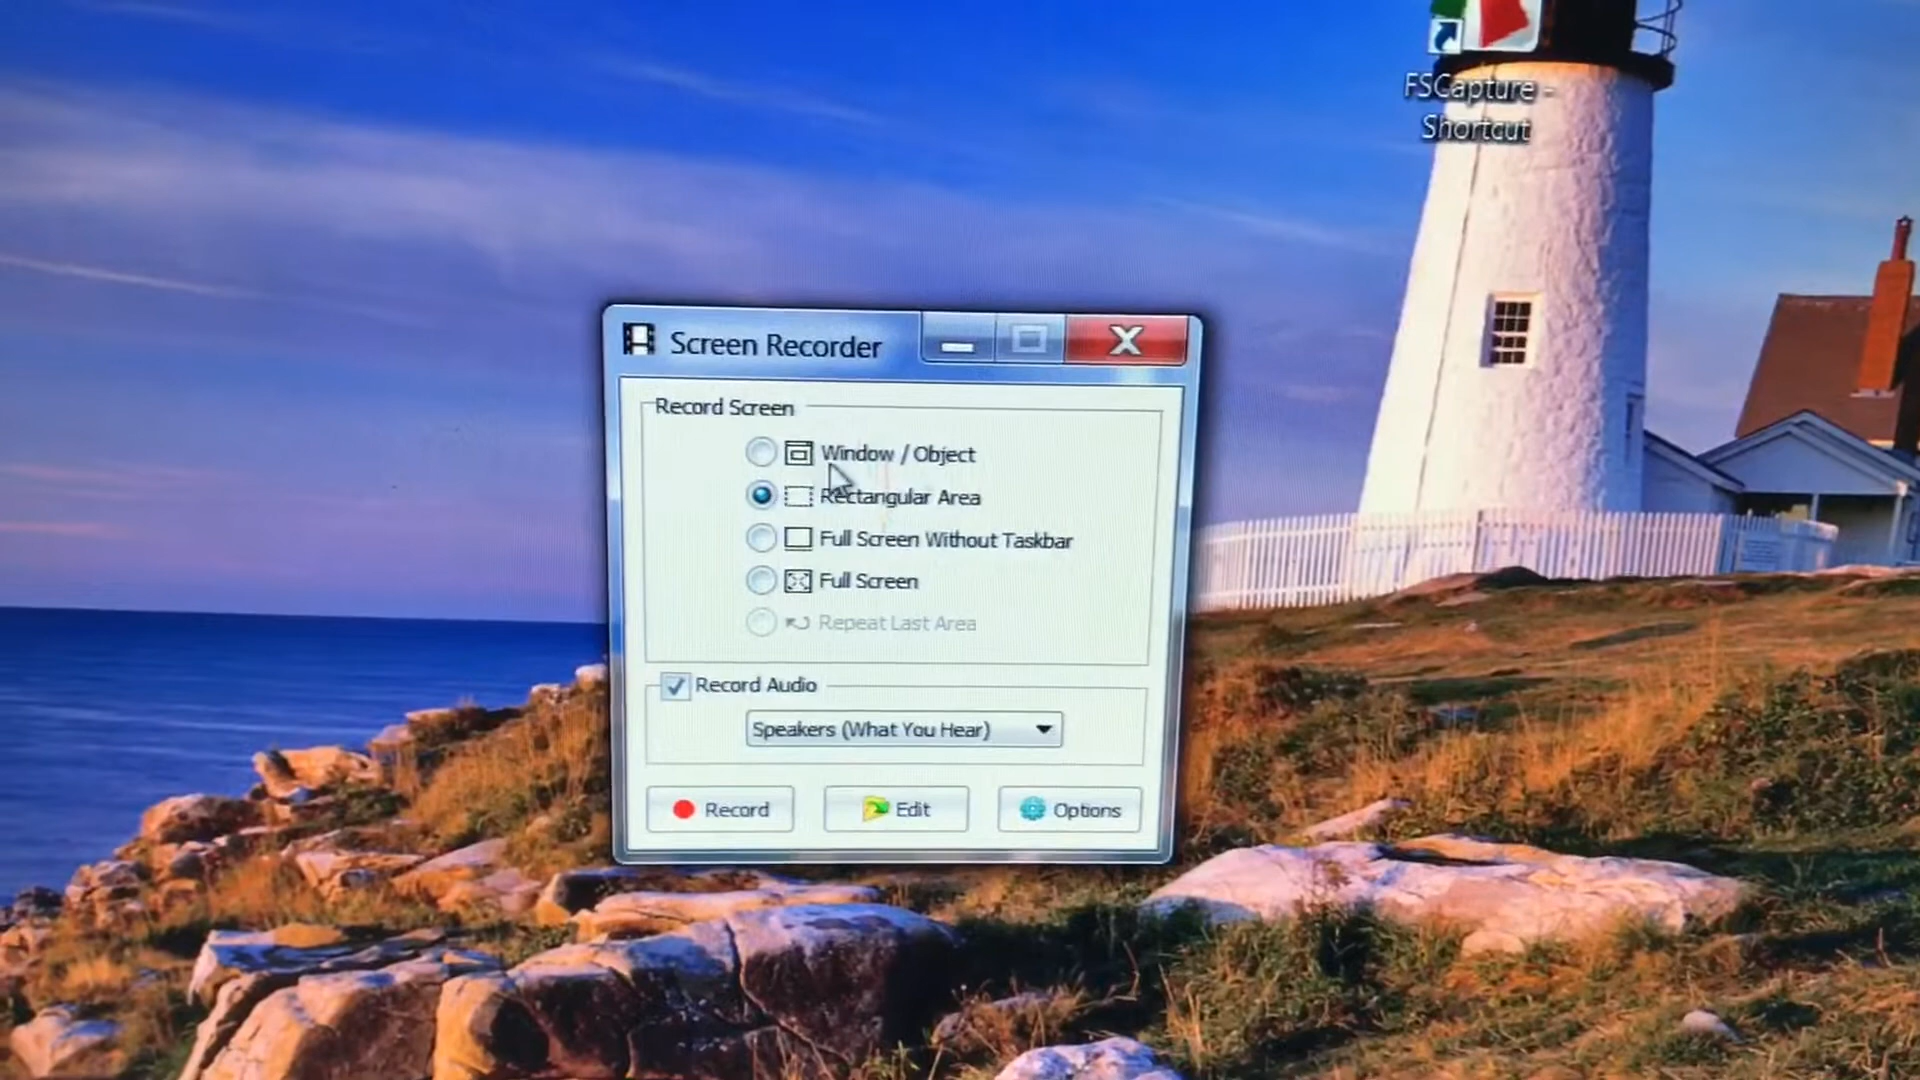 FSCapture -
Shortcut
Screen Recorder
Record Screen
Window / Object
Rectangular Area
Full Screen Without Taskbar
Full Screen
Repeat Last Area
Record Audio
Speakers (What You Hear)
Record
Edit
Options